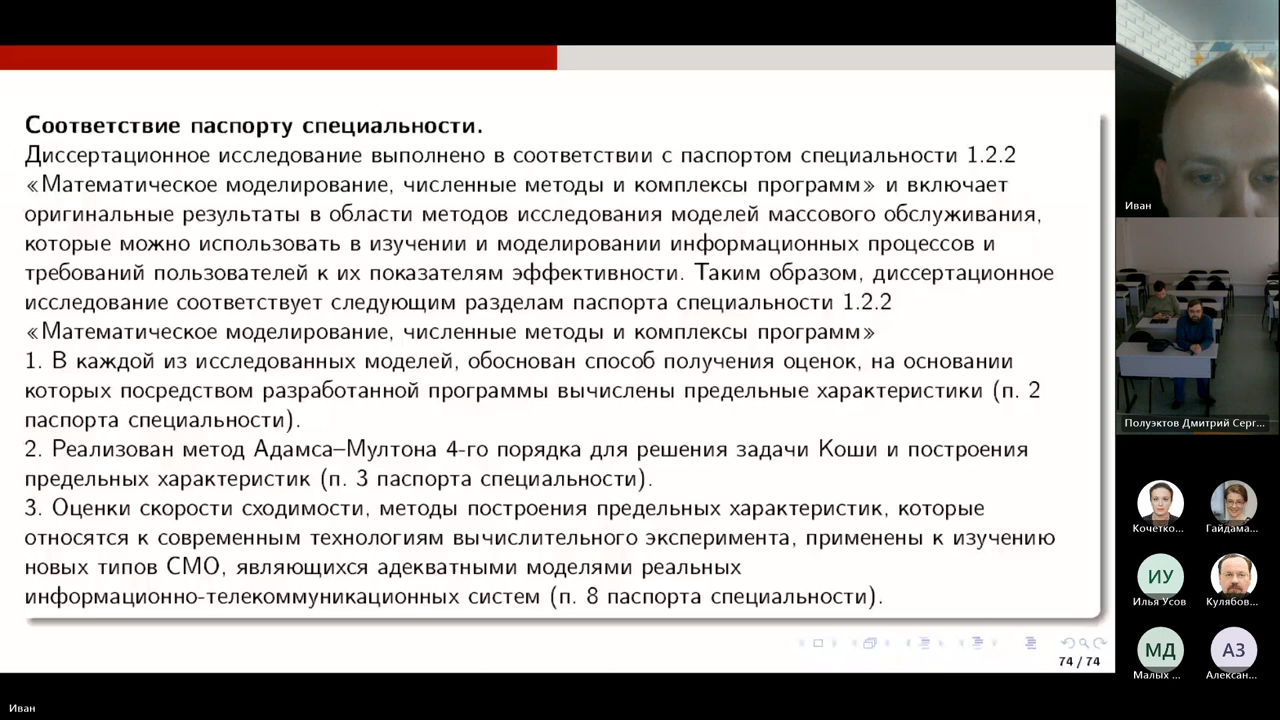 Соответствие паспорту специальности.
Диссертационное исследование выполнено в соответствии с паспортом специальности 1.2.2
«Математическое моделирование, численные методы и комплексы программ» и включает
оригинальные результаты в области методов исследования моделей массового обслуживания,
которые можно использовать в изучении и моделировании информационных процессов и
требований пользователей к их показателям эффективности. Таким образом, диссертационное
исследование соответствует следующим разделам паспорта специальности 1.2.2
«Математическое моделирование, численные методы и комплексы программ»
1. В каждой из исследованных моделей, обоснован способ получения оценок, на основании
которых посредством разработанной программы вычислены предельные характеристики (п. 2
паспорта специальности).
2. Реализован метод Адамса–Мултона 4-го порядка для решения задачи Коши и построения
предельных характеристик (п. 3 паспорта специальности).
3. Оценки скорости сходимости, методы построения предельных характеристик, которые
относятся к современным технологиям вычислительного эксперимента, применены к изучению
новых типов СМО, являющихся адекватными моделями реальных
информационно-телекоммуникационных систем (п. 8 паспорта специальности).
74 / 74
Иван
Иван
Полуэктов Дмитрий Серг...
Кочетко...
Гайдама...
ИУ
Илья Усов
Кулябов...
МД
Малых ...
АЗ
Алексан...